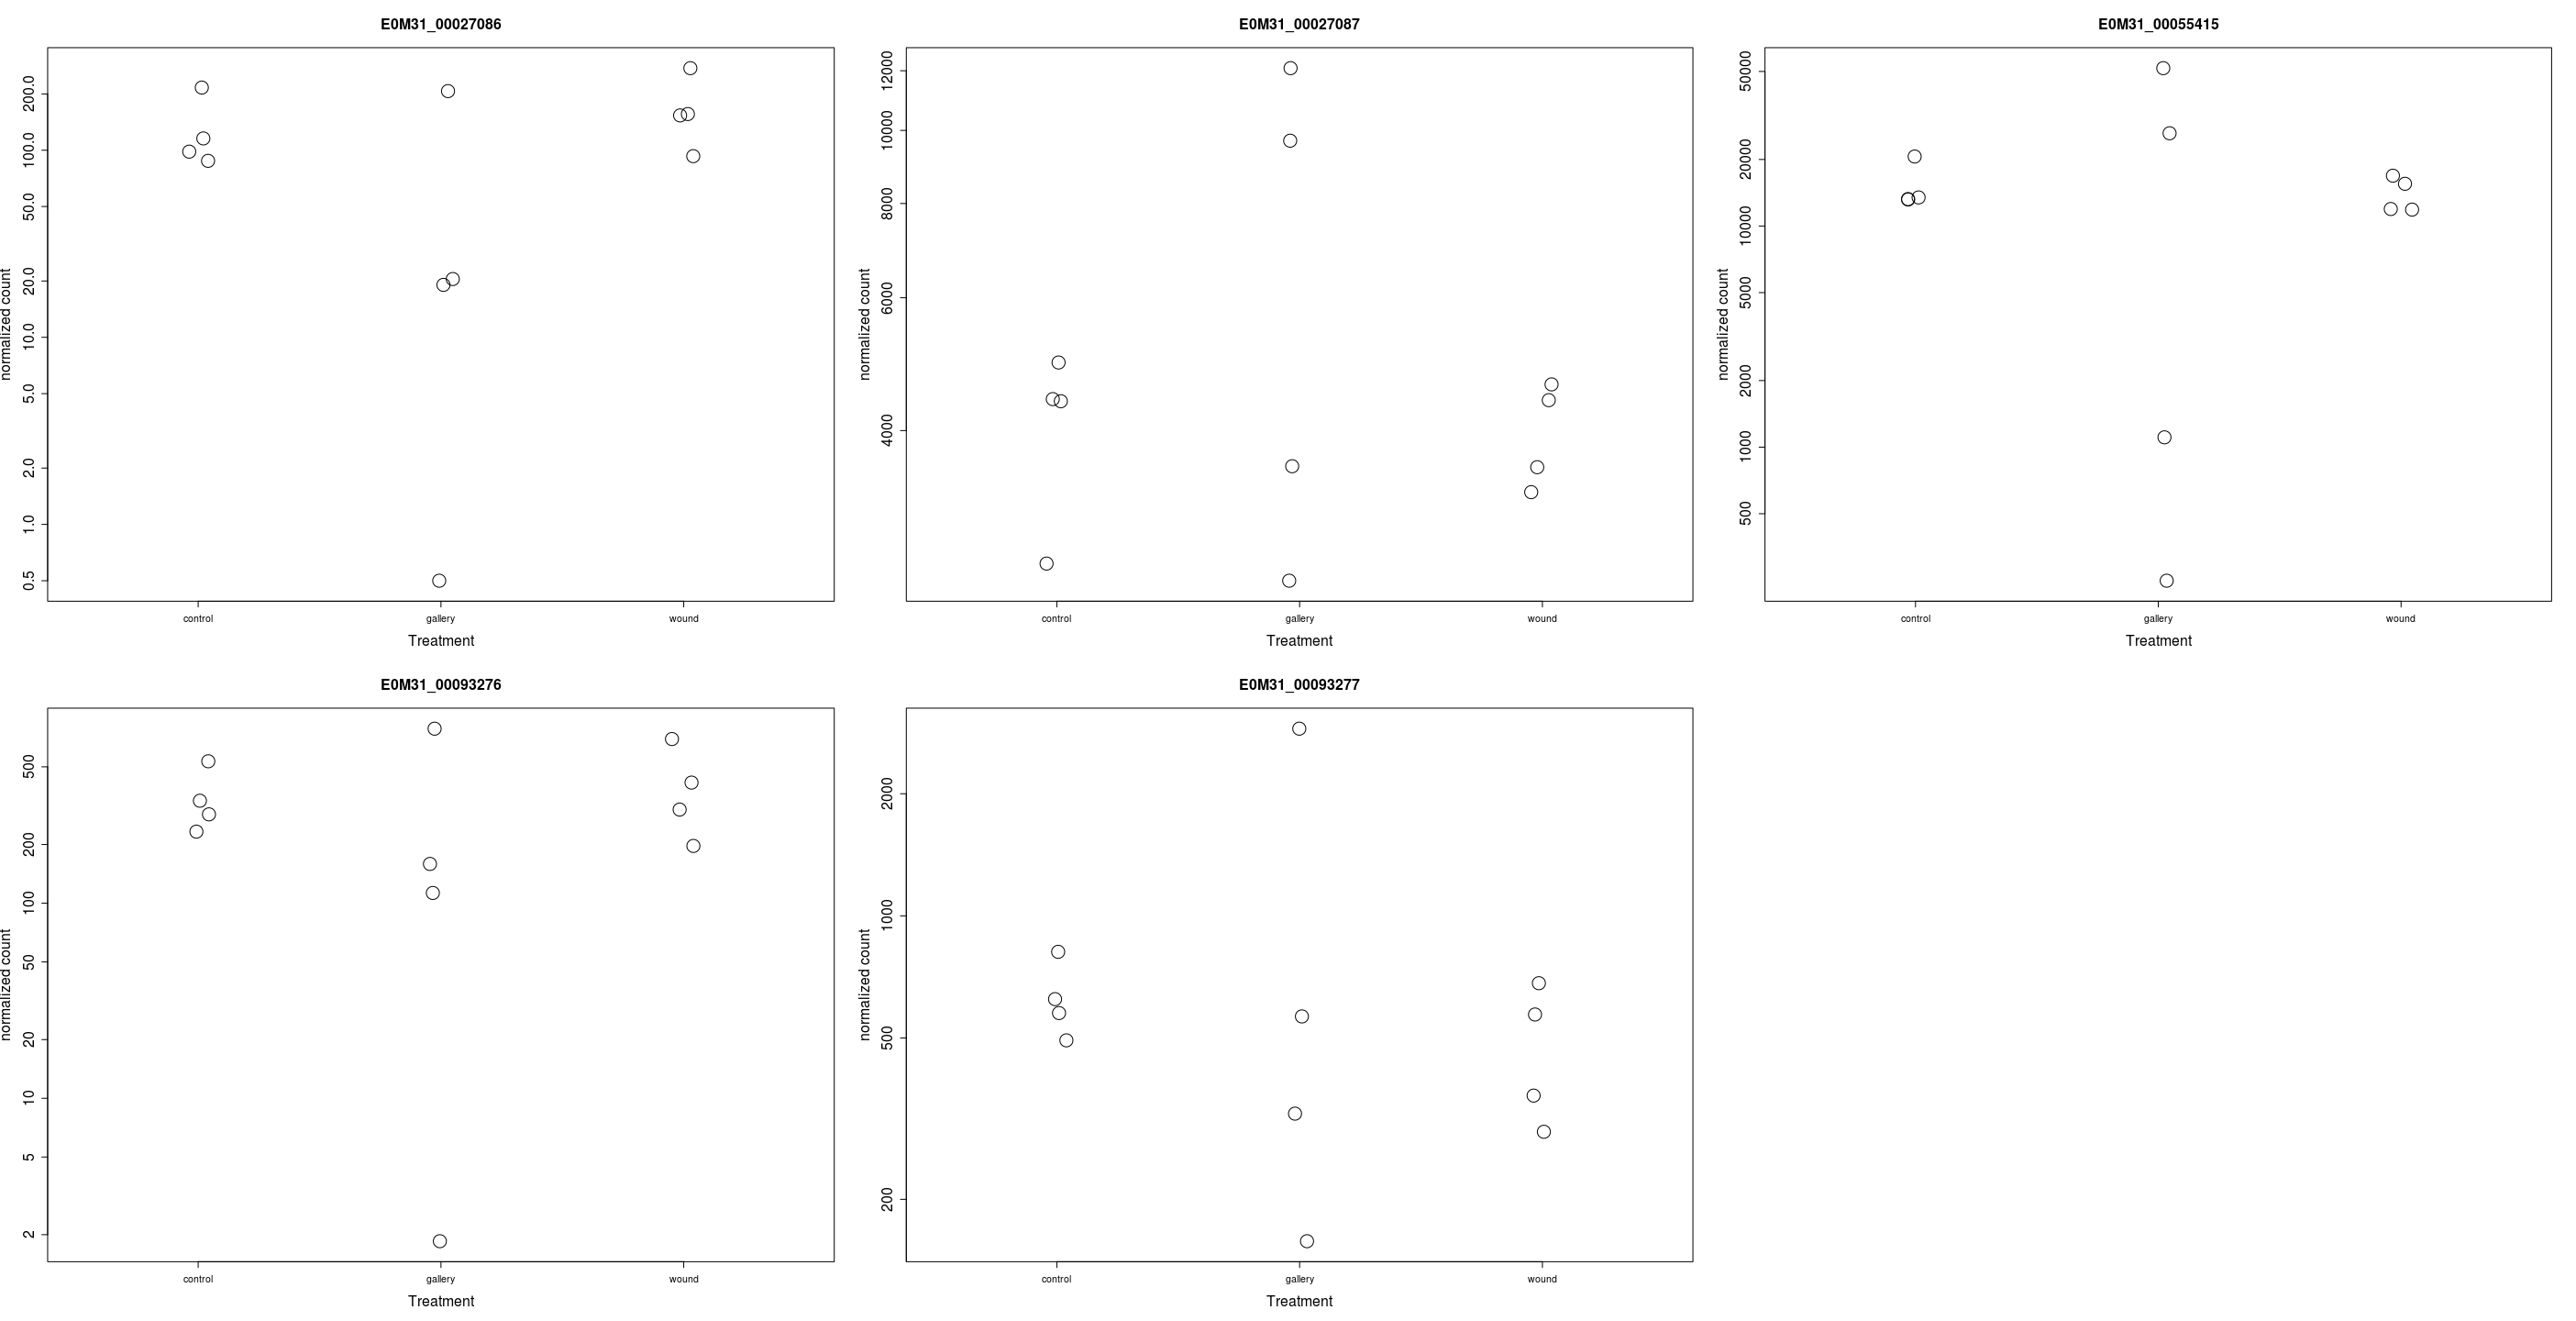 E0M31_00027086
normalized count
200.0
100.0
50.0
20.0
10.0
5.0
2.0
1.0
0.5
control gallery wound
Treatment
E0M31_00027087
normalized count
12000
10000
8000
6000
4000
control gallery wound
Treatment
E0M31_00055415
normalized count
50000
20000
10000
5000
2000
1000
500
control gallery wound
Treatment
E0M31_00093276
normalized count
500
200
100
50
20
10
5
2
control gallery wound
Treatment
E0M31_00093277
normalized count
2000
1000
500
200
control gallery wound
Treatment